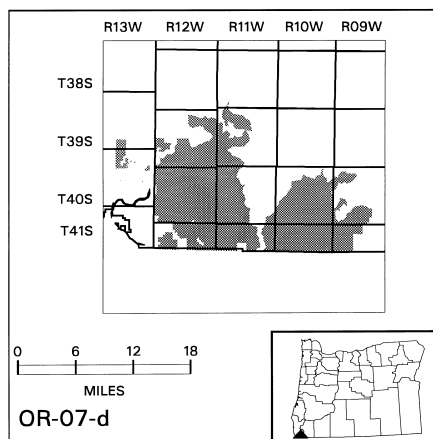 R13W R12W R11W R10W R09W
T38S
T39S
T40S
T41S
0 6 12 18
MILES
OR-07-d